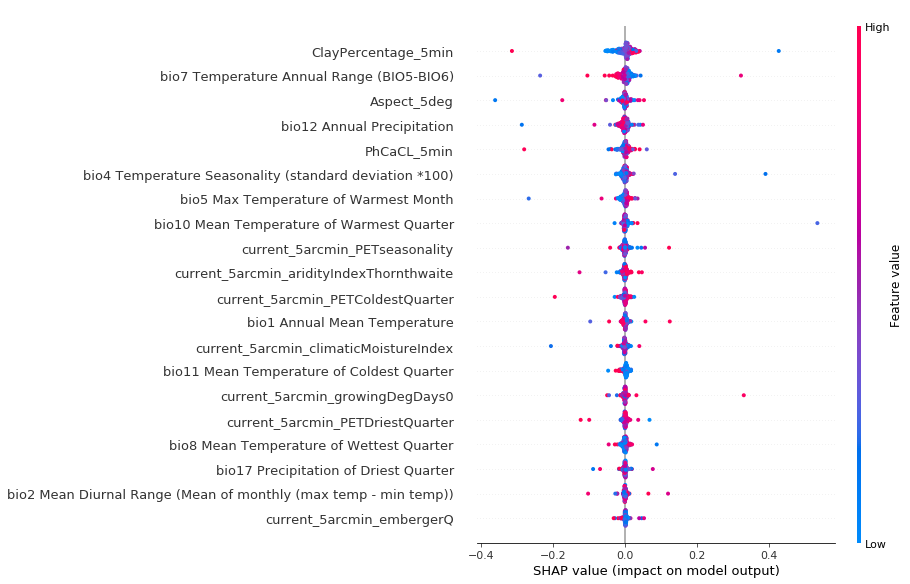 High
ClayPercentage_5min
bio7 Temperature Annual Range (BIO5-BIO6)
Aspect_5deg
bio12 Annual Precipitation
PhCaCL_5min
bio4 Temperature Seasonality (standard deviation *100)
bio5 Max Temperature of Warmest Month
bio10 Mean Temperature of Warmest Quarter
current_5arcmin_PETseasonality
current_5arcmin_aridityIndexThornthwaite
current_5arcmin_PETColdestQuarter
bio1 Annual Mean Temperature
current_5arcmin_climaticMoistureIndex
bio11 Mean Temperature of Coldest Quarter
current_5arcmin_growingDegDays0
current_5arcmin_PETDriestQuarter
bio8 Mean Temperature of Wettest Quarter
bio17 Precipitation of Driest Quarter
bio2 Mean Diurnal Range (Mean of monthly (max temp - min temp))
current_5arcmin_embergerQ
Feature value
Low
−0.4 −0.2 0.0 0.2 0.4
SHAP value (impact on model output)